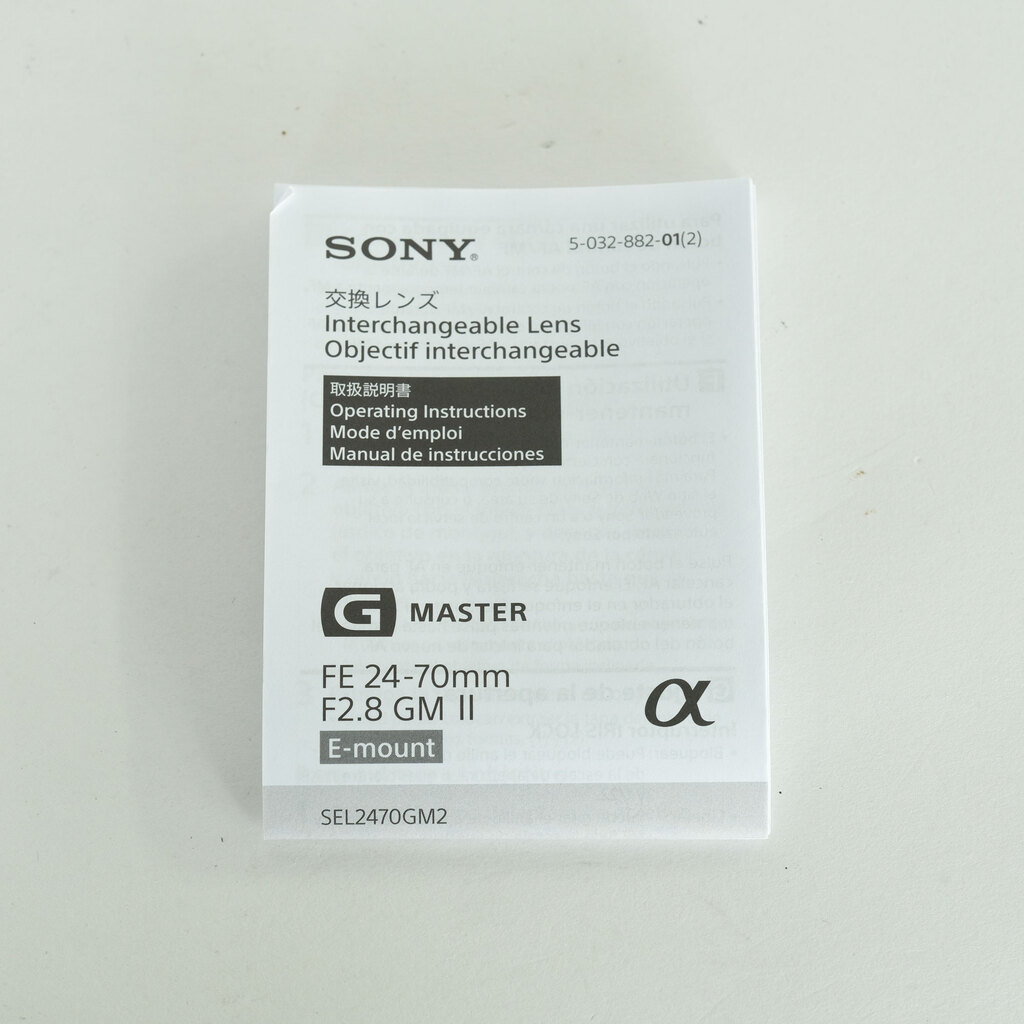 SONY®
5-032-882-01(2)
交換レンズ
Interchangeable Lens
Objectif interchangeable
取扱説明書
Operating Instructions
Mode d'emploi
Manual de instrucciones
G MASTER
FE 24-70mm
F2.8 GM II
α
E-mount
SEL2470GM2